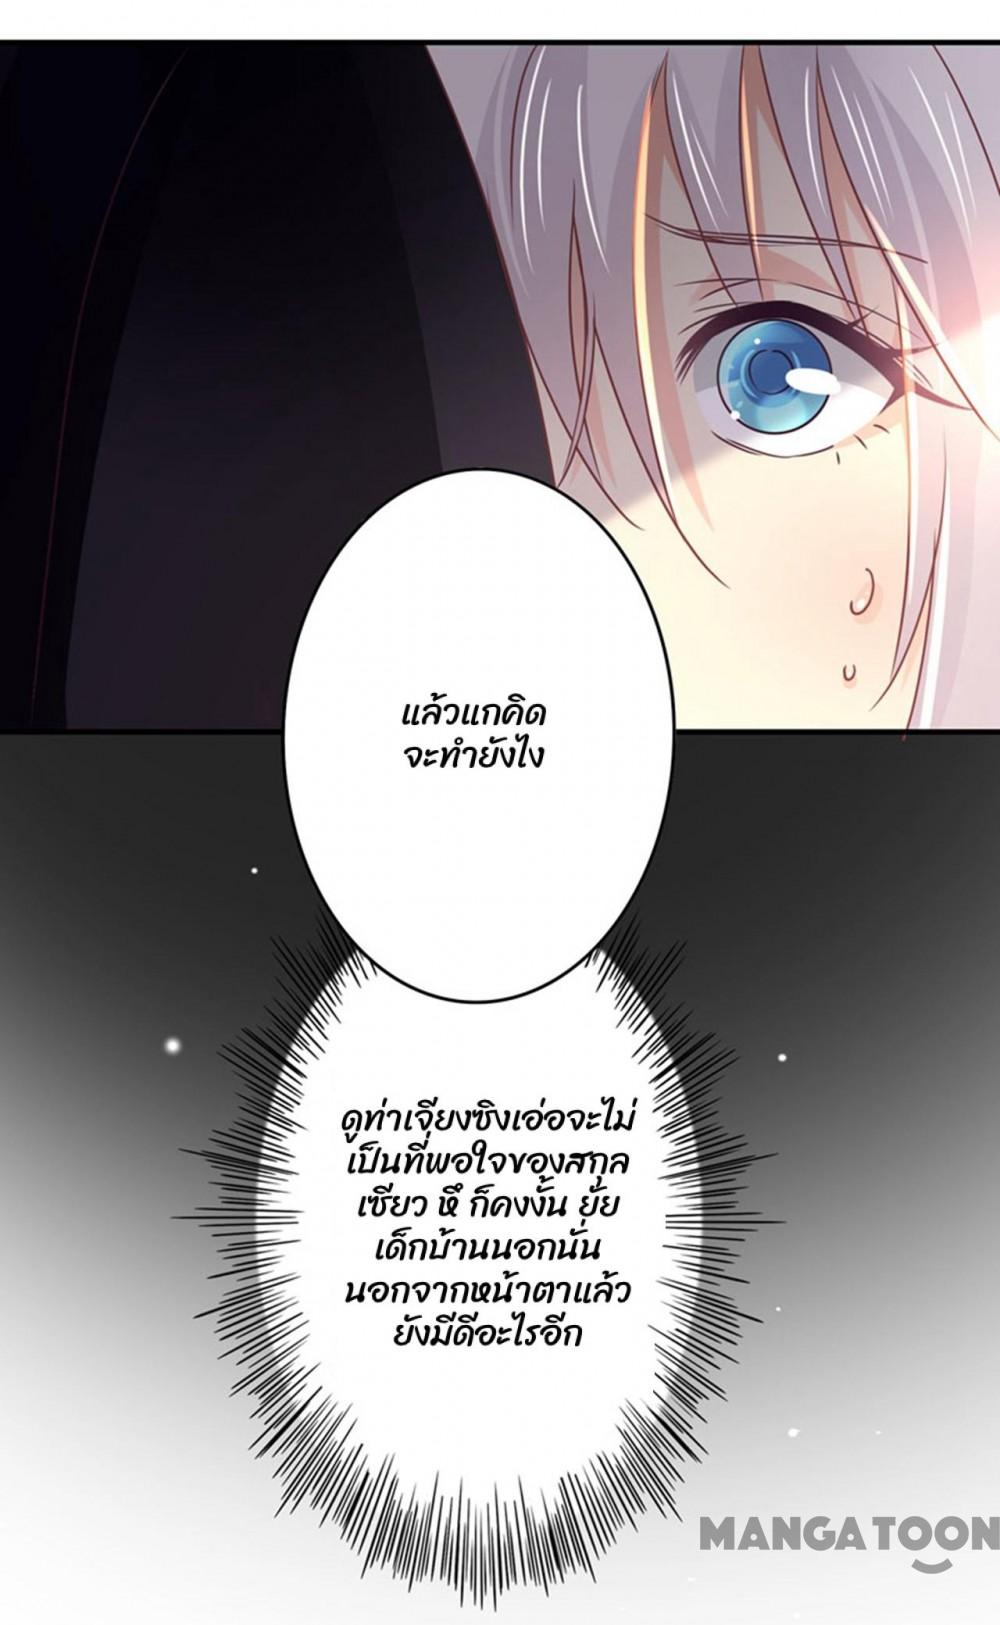 แล้วแกคิด
จะทำยังไง
ดูท่าเจียงซิงเอ่อจะไม่
เป็นที่พอใจของสกุล
เซียว หึ ก็คงงั้น ยัย
เด็กบ้านนอกนั่น
นอกจากหน้าตาแล้ว
ยังมีดีอะไรอีก
MANGATOON